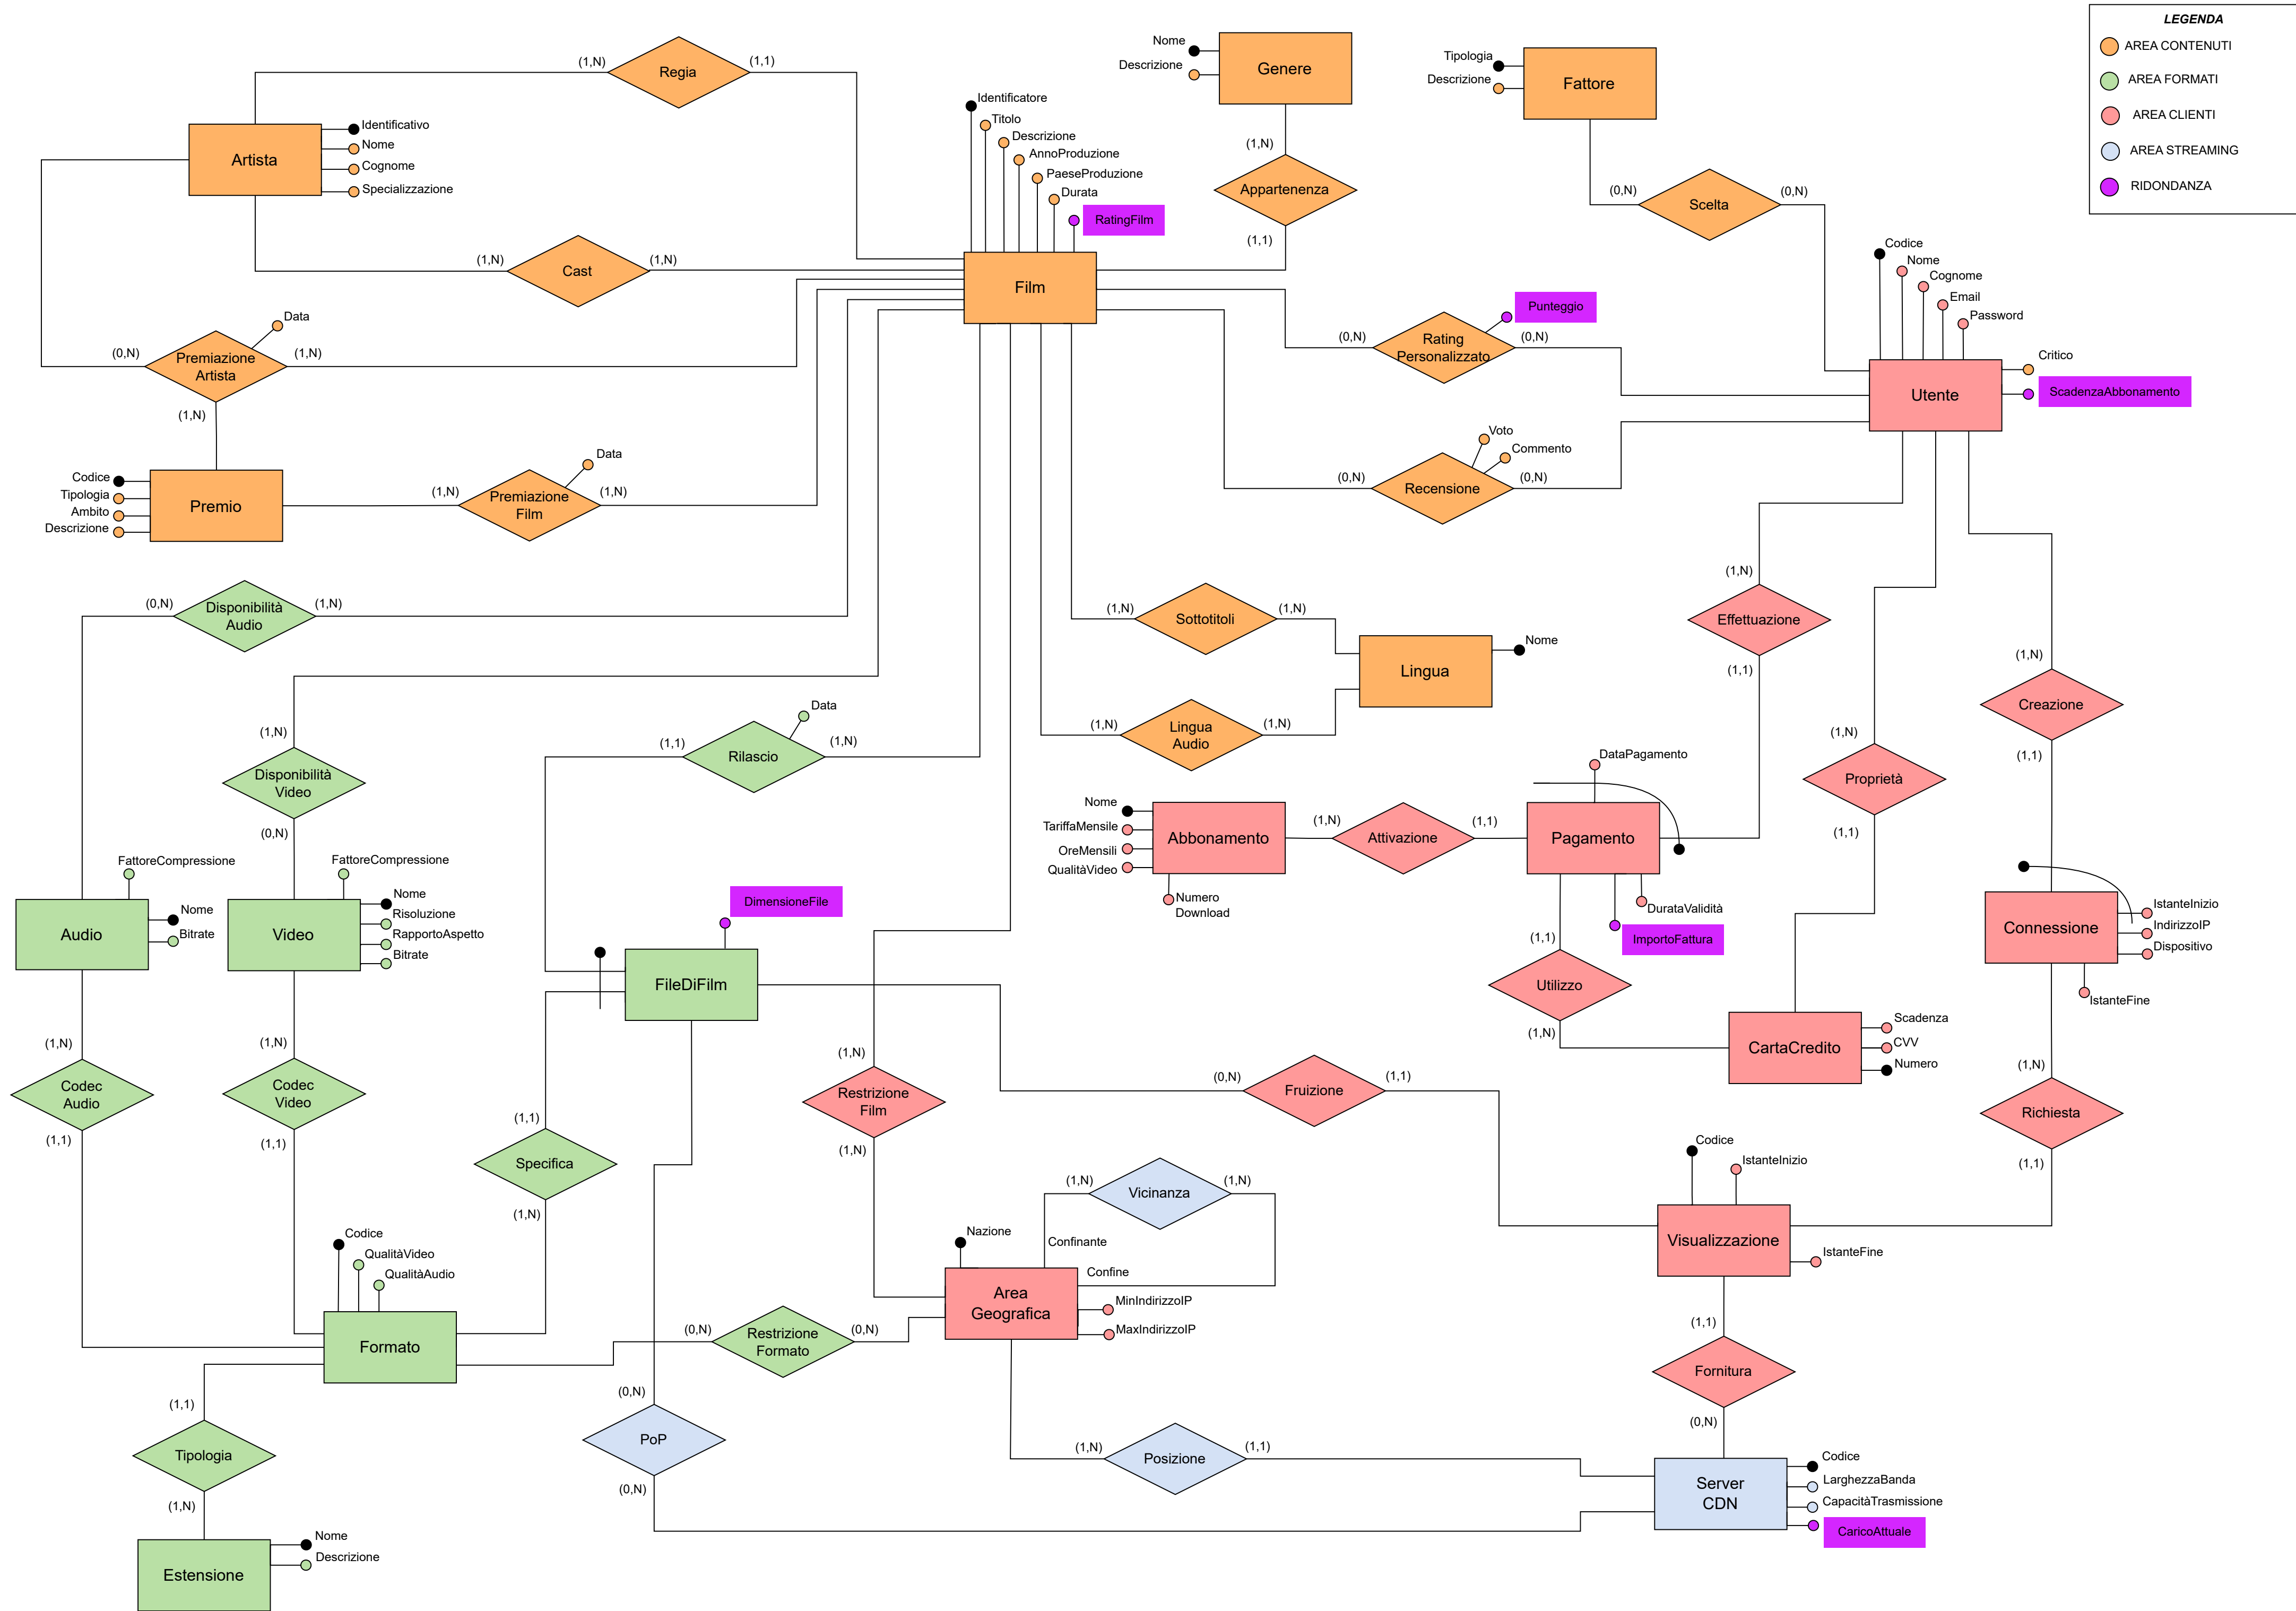 LEGENDA
AREA CONTENUTI
AREA FORMATI
AREA CLIENTI
AREA STREAMING
RIDONDANZA
(1,N)
Regia
(1,1)
Nome
Descrizione
Genere
Tipologia
Descrizione
Fattore
Artista
Identificativo
Nome
Cognome
Specializzazione
Identificatore
Titolo
Descrizione
AnnoProduzione
PaeseProduzione
Durata
RatingFilm
(1,N)
Appartenenza
(1,1)
(0,N)
Scelta
(0,N)
(1,N)
Cast
(1,N)
Film
Codice
Nome
Cognome
Email
Password
Critico
ScadenzaAbbonamento
Utente
Data
(0,N)
Premiazione
Artista
(1,N)
(1,N)
Punteggio
(0,N)
Rating
Personalizzato
(0,N)
Voto
Commento
(0,N)
Recensione
(0,N)
Codice
Tipologia
Ambito
Descrizione
Premio
Data
(1,N)
Premiazione
Film
(1,N)
(0,N)
Disponibilità
Audio
(1,N)
(1,N)
Sottotitoli
(1,N)
Lingua
Nome
(1,N)
Lingua
Audio
(1,N)
(1,N)
Effettuazione
(1,1)
(1,N)
Creazione
(1,1)
(1,N)
Proprietà
(1,1)
(1,N)
Disponibilità
Video
(0,N)
Data
(1,1)
Rilascio
(1,N)
DataPagamento
Nome
TariffaMensile
OreMensili
QualitàVideo
Abbonamento
Numero
Download
(1,N)
Attivazione
(1,1)
Pagamento
DurataValidità
ImportoFattura
FattoreCompressione
Audio
Nome
Bitrate
FattoreCompressione
Video
Nome
Risoluzione
RapportoAspetto
Bitrate
DimensioneFile
FileDiFilm
(1,1)
Utilizzo
(1,N)
Connessione
IstanteInizio
IndirizzoIP
Dispositivo
IstanteFine
CartaCredito
Scadenza
CVV
Numero
(1,N)
Codec
Audio
(1,1)
(1,N)
Codec
Video
(1,1)
(1,1)
Specifica
(1,N)
(1,N)
Restrizione
Film
(1,N)
(0,N)
Fruizione
(1,1)
(1,N)
Richiesta
(1,1)
(1,N)
Vicinanza
(1,N)
Confinante
Confine
Codice
IstanteInizio
Visualizzazione
IstanteFine
Codice
QualitàVideo
QualitàAudio
Formato
Nazione
Area
Geografica
MinIndirizzoIP
MaxIndirizzoIP
(0,N)
Restrizione
Formato
(0,N)
(1,1)
Fornitura
(0,N)
(1,1)
Tipologia
(1,N)
(0,N)
PoP
(0,N)
(1,N)
Posizione
(1,1)
Server
CDN
Codice
LarghezzaBanda
CapacitàTrasmissione
CaricoAttuale
Estensione
Nome
Descrizione